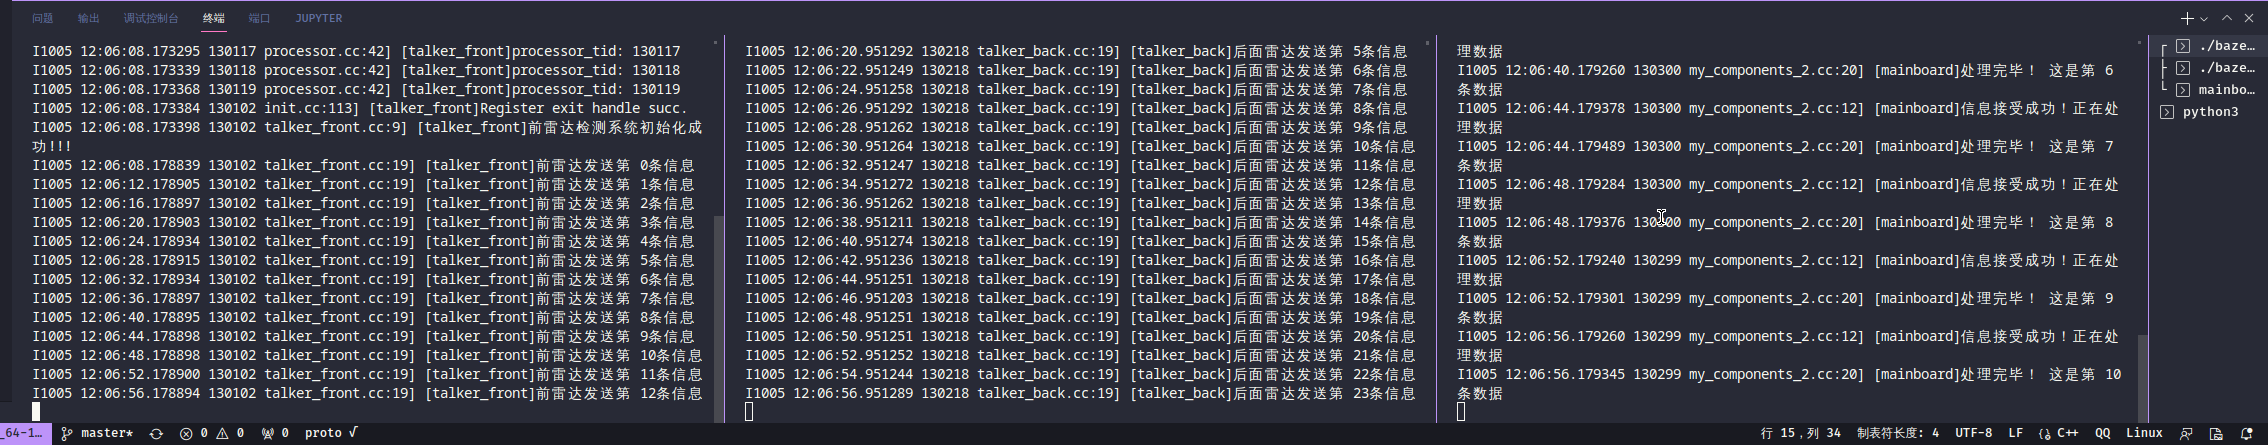 问题 输出 调试控制台 终端 端口 JUPYTER
I1005 12:06:08.173295 130117 processor.cc:42] [talker_front]processor_tid: 130117
I1005 12:06:08.173339 130118 processor.cc:42] [talker_front]processor_tid: 130118
I1005 12:06:08.173368 130119 processor.cc:42] [talker_front]processor_tid: 130119
I1005 12:06:08.173384 130102 init.cc:113] [talker_front]Register exit handle succ.
I1005 12:06:08.173398 130102 talker_front.cc:9] [talker_front]前雷达检测系统初始化成
功!!!
I1005 12:06:08.178839 130102 talker_front.cc:19] [talker_front]前雷达发送第 0条信息
I1005 12:06:12.178905 130102 talker_front.cc:19] [talker_front]前雷达发送第 1条信息
I1005 12:06:16.178897 130102 talker_front.cc:19] [talker_front]前雷达发送第 2条信息
I1005 12:06:20.178903 130102 talker_front.cc:19] [talker_front]前雷达发送第 3条信息
I1005 12:06:24.178934 130102 talker_front.cc:19] [talker_front]前雷达发送第 4条信息
I1005 12:06:28.178915 130102 talker_front.cc:19] [talker_front]前雷达发送第 5条信息
I1005 12:06:32.178934 130102 talker_front.cc:19] [talker_front]前雷达发送第 6条信息
I1005 12:06:36.178897 130102 talker_front.cc:19] [talker_front]前雷达发送第 7条信息
I1005 12:06:40.178895 130102 talker_front.cc:19] [talker_front]前雷达发送第 8条信息
I1005 12:06:44.178898 130102 talker_front.cc:19] [talker_front]前雷达发送第 9条信息
I1005 12:06:48.178898 130102 talker_front.cc:19] [talker_front]前雷达发送第 10条信息
I1005 12:06:52.178900 130102 talker_front.cc:19] [talker_front]前雷达发送第 11条信息
I1005 12:06:56.178894 130102 talker_front.cc:19] [talker_front]前雷达发送第 12条信息
I1005 12:06:20.951292 130218 talker_back.cc:19] [talker_back]后面雷达发送第 5条信息
I1005 12:06:22.951249 130218 talker_back.cc:19] [talker_back]后面雷达发送第 6条信息
I1005 12:06:24.951258 130218 talker_back.cc:19] [talker_back]后面雷达发送第 7条信息
I1005 12:06:26.951292 130218 talker_back.cc:19] [talker_back]后面雷达发送第 8条信息
I1005 12:06:28.951262 130218 talker_back.cc:19] [talker_back]后面雷达发送第 9条信息
I1005 12:06:30.951264 130218 talker_back.cc:19] [talker_back]后面雷达发送第 10条信息
I1005 12:06:32.951247 130218 talker_back.cc:19] [talker_back]后面雷达发送第 11条信息
I1005 12:06:34.951272 130218 talker_back.cc:19] [talker_back]后面雷达发送第 12条信息
I1005 12:06:36.951262 130218 talker_back.cc:19] [talker_back]后面雷达发送第 13条信息
I1005 12:06:38.951211 130218 talker_back.cc:19] [talker_back]后面雷达发送第 14条信息
I1005 12:06:40.951274 130218 talker_back.cc:19] [talker_back]后面雷达发送第 15条信息
I1005 12:06:42.951236 130218 talker_back.cc:19] [talker_back]后面雷达发送第 16条信息
I1005 12:06:44.951251 130218 talker_back.cc:19] [talker_back]后面雷达发送第 17条信息
I1005 12:06:46.951203 130218 talker_back.cc:19] [talker_back]后面雷达发送第 18条信息
I1005 12:06:48.951251 130218 talker_back.cc:19] [talker_back]后面雷达发送第 19条信息
I1005 12:06:50.951251 130218 talker_back.cc:19] [talker_back]后面雷达发送第 20条信息
I1005 12:06:52.951252 130218 talker_back.cc:19] [talker_back]后面雷达发送第 21条信息
I1005 12:06:54.951244 130218 talker_back.cc:19] [talker_back]后面雷达发送第 22条信息
I1005 12:06:56.951289 130218 talker_back.cc:19] [talker_back]后面雷达发送第 23条信息
理数据
I1005 12:06:40.179260 130300 my_components_2.cc:20] [mainboard]处理完毕！ 这是第 6
条数据
I1005 12:06:44.179378 130300 my_components_2.cc:12] [mainboard]信息接受成功！正在处
理数据
I1005 12:06:44.179489 130300 my_components_2.cc:20] [mainboard]处理完毕！ 这是第 7
条数据
I1005 12:06:48.179284 130300 my_components_2.cc:12] [mainboard]信息接受成功！正在处
理数据
I1005 12:06:48.179376 130300 my_components_2.cc:20] [mainboard]处理完毕！ 这是第 8
条数据
I1005 12:06:52.179240 130299 my_components_2.cc:12] [mainboard]信息接受成功！正在处
理数据
I1005 12:06:52.179301 130299 my_components_2.cc:20] [mainboard]处理完毕！ 这是第 9
条数据
I1005 12:06:56.179260 130299 my_components_2.cc:12] [mainboard]信息接受成功！正在处
理数据
I1005 12:06:56.179345 130299 my_components_2.cc:20] [mainboard]处理完毕！ 这是第 10
条数据
./baze…
./baze…
mainbo…
python3
_64-1… master* 0 0 0 proto √ 行 15，列 34 制表符长度: 4 UTF-8 LF C++ QQ Linux